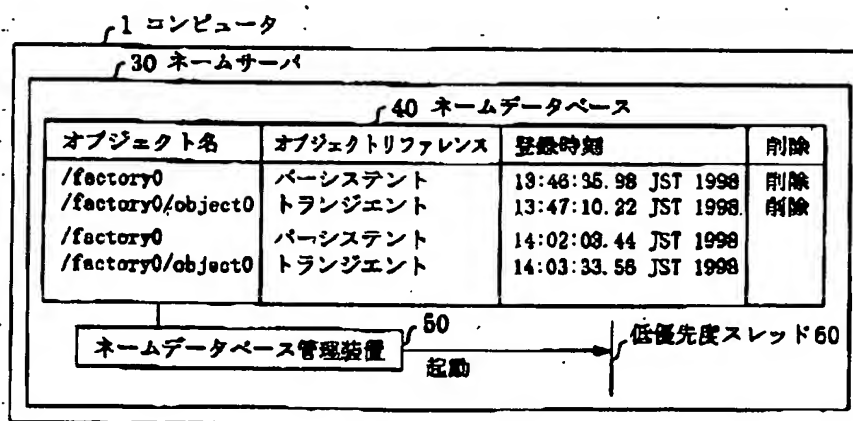 1 コンピュータ
30 ネームサーバ
40 ネームデータベース
オブジェクト名 オブジェクトリファレンス 登録時刻 削除
/factory0 パーシステント 13:46:35.98 JST 1998 削除
/factory0/object0 トランジエント 13:47:10.22 JST 1998 削除
/factory0 パーシステント 14:02:03.44 JST 1998
/factory0/object0 トランジエント 14:03:33.56 JST 1998
50
ネームデータベース管理装置
起動
低優先度スレッド60